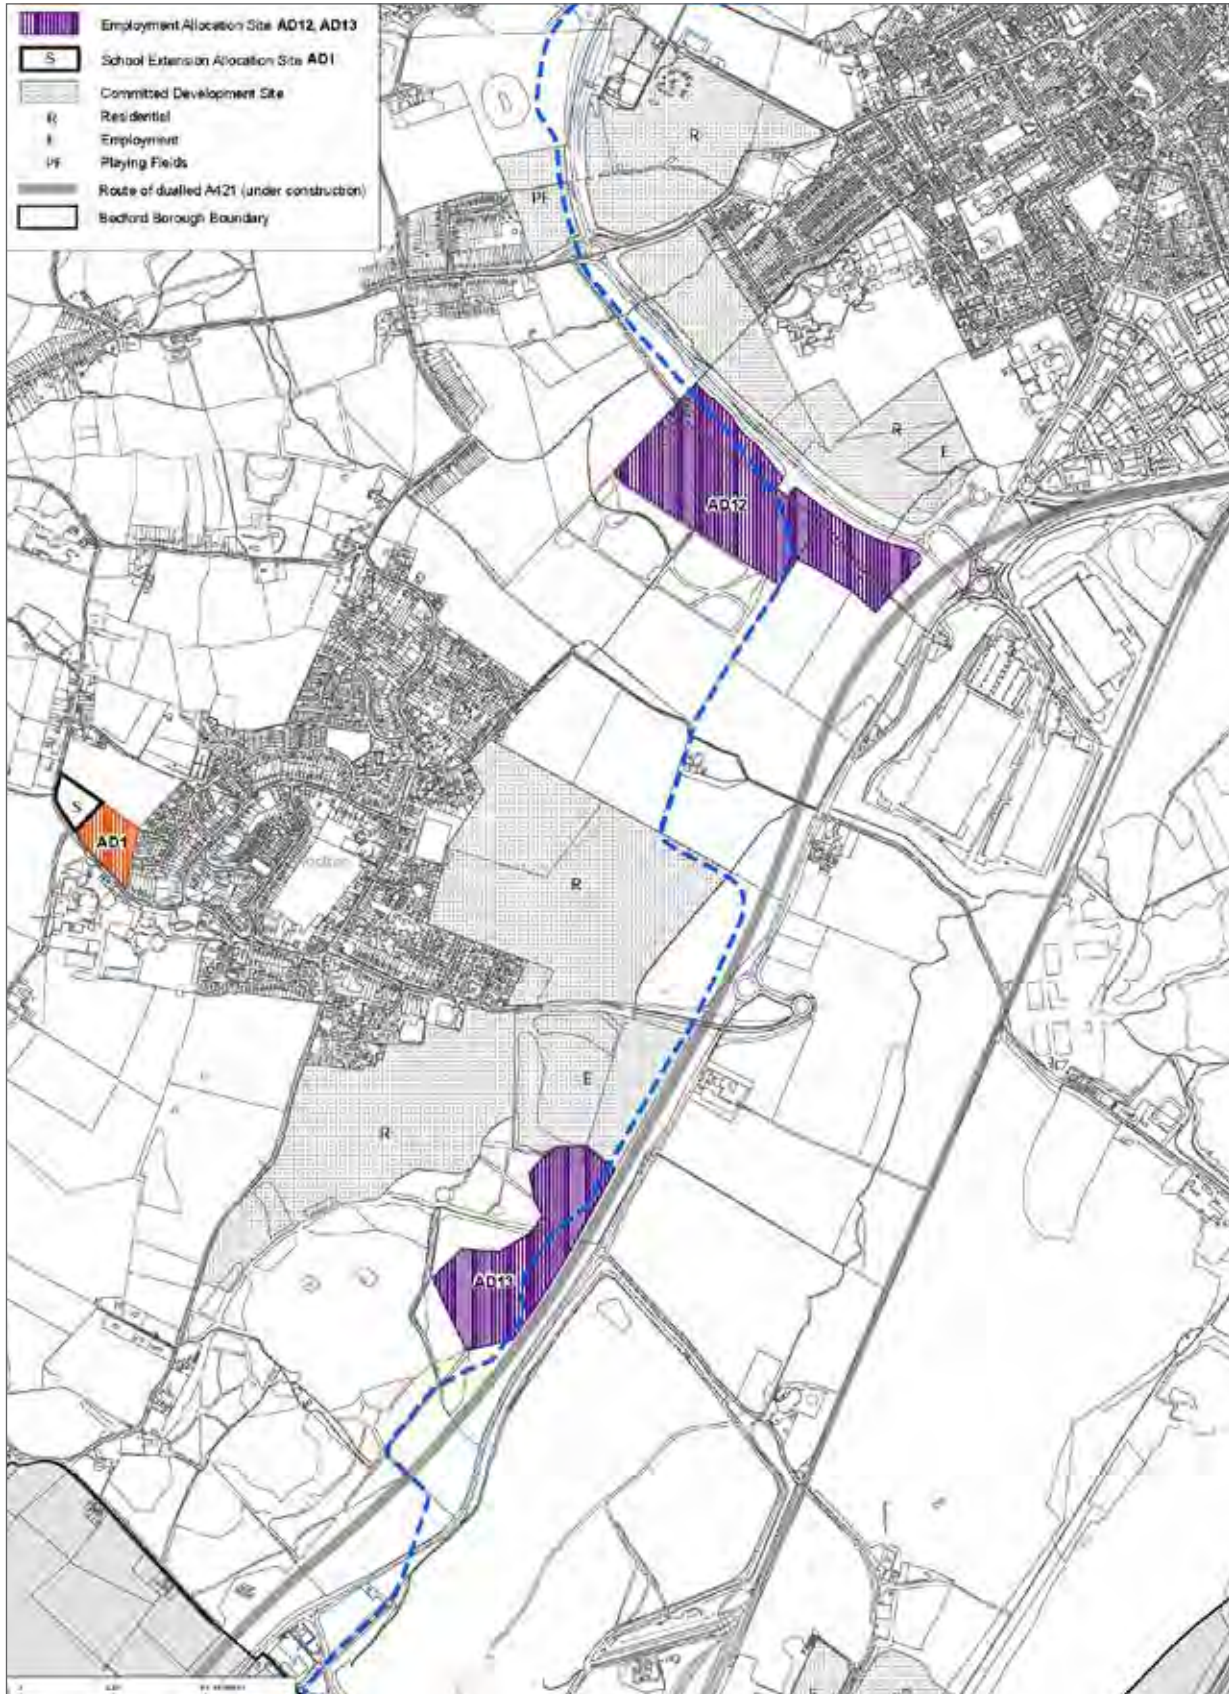 Employment Allocation Site AD12, AD13
S
School Extension Allocation Site AD1
Committed Development Site
R Residential
E Employment
PF Playing Fields
Route of dualled A421 (under construction)
Bedford Borough Boundary
R
PF
R
E
AD12
S
AD1
R
E
R
AD13